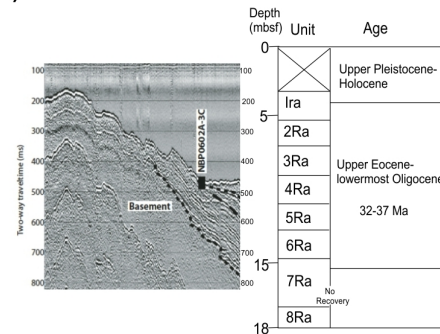 Depth
(mbsf) Unit Age
0
Upper Pleistocene-
Holocene
Ira
5
2Ra
3Ra
Upper Eocene-
lowermost Oligocene
4Ra
32-37 Ma
5Ra
6Ra
15
7Ra
No
Recovery
8Ra
18
Two-way traveltime (ms)
100
200
300
400
500
600
700
800
NBP0602A-3C
Basement
100
200
300
400
500
600
700
800